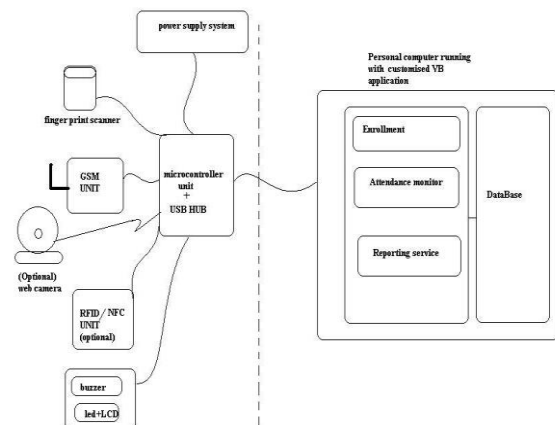 power supply system
Personal computer running
with customised VB
application
finger print scanner
GSM
UNIT
microcontroller
unit
+
USB HUB
(Optional)
web camera
RFID/NFC
UNIT
(optional)
buzzer
led+LCD
Enrollment
Attendance monitor
Reporting service
DataBase